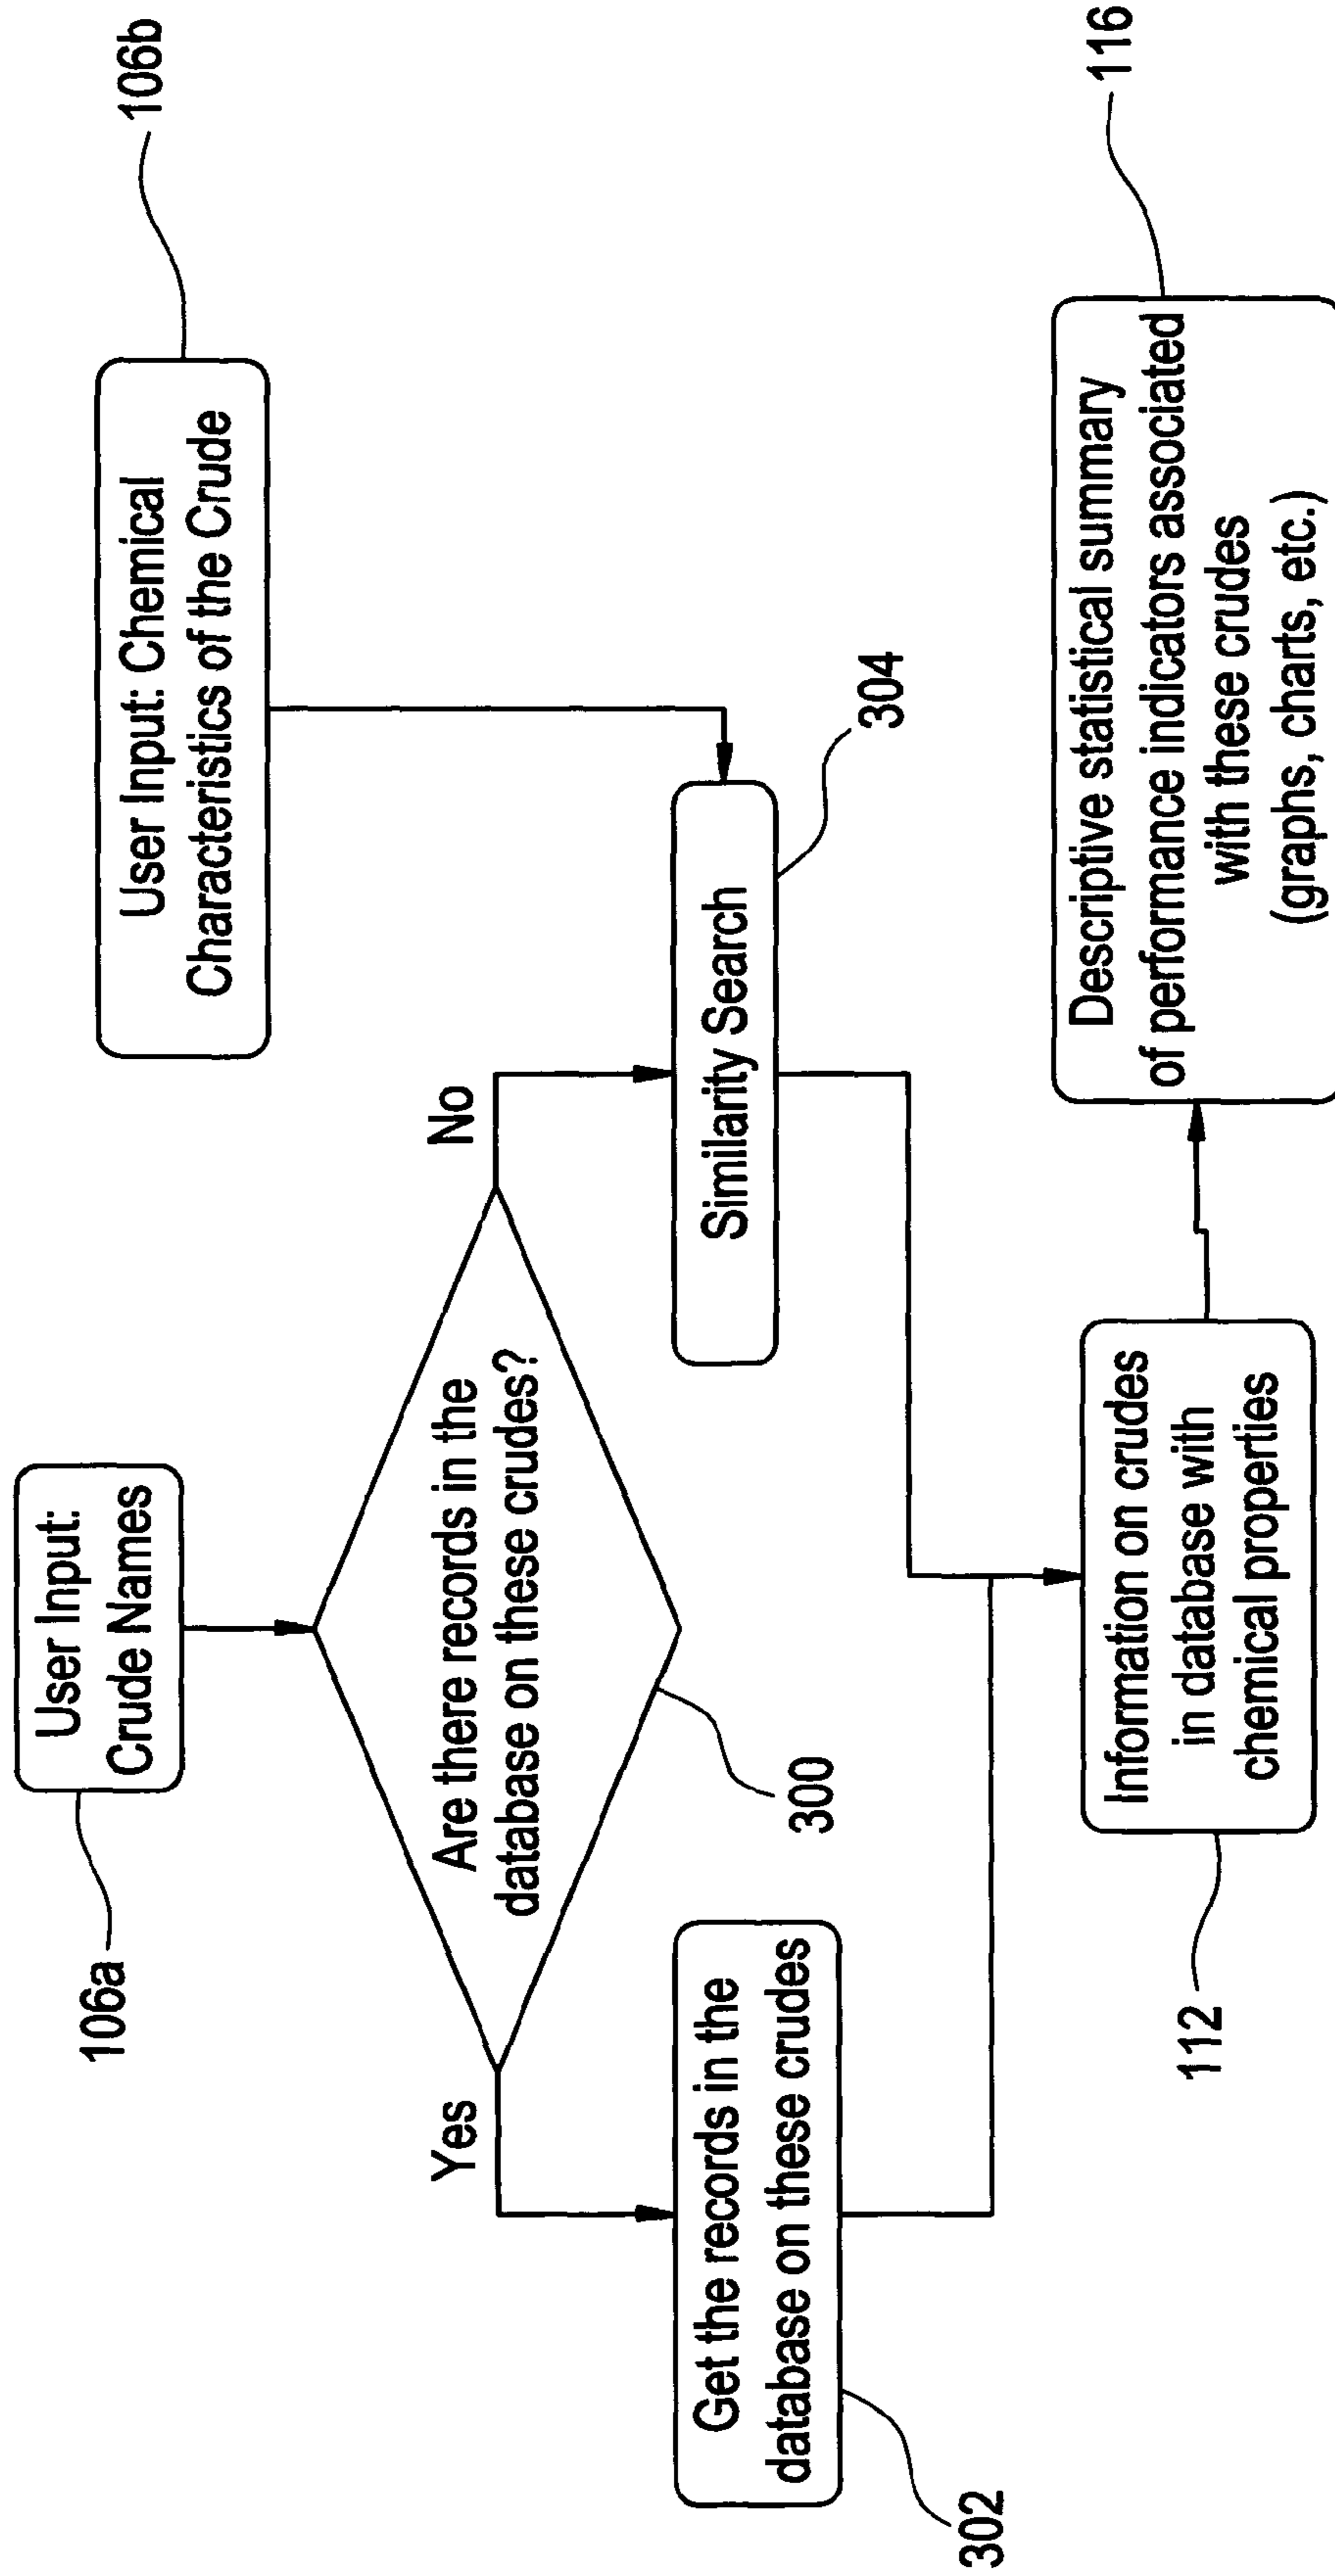 User Input:
Crude Names
106a
User Input: Chemical
Characteristics of the Crude
106b
Are there records in the
database on these crudes?
300
Yes
No
Get the records in the
database on these crudes
302
Similarity Search
304
Information on crudes
in database with
chemical properties
112
Descriptive statistical summary
of performance indicators associated
with these crudes
(graphs, charts, etc.)
116